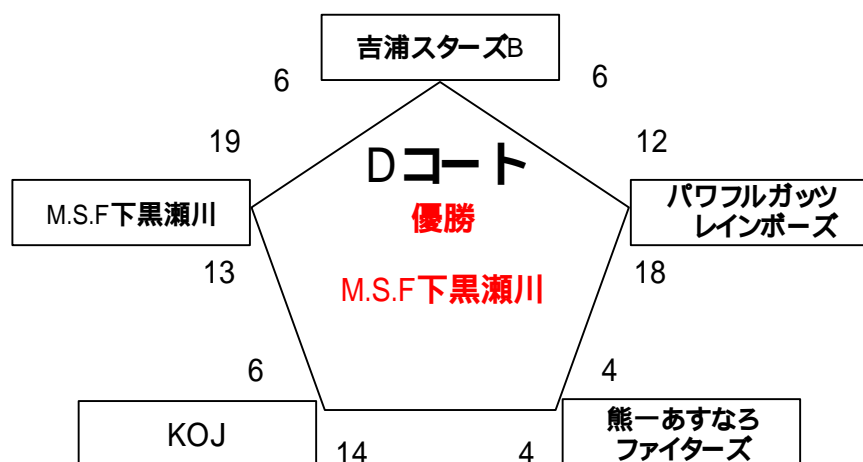 吉浦スターズB
6
6
19
12
Dコート
優勝
M.S.F下黒瀬川
パワフルガッツ
レインボーズ
M.S.F下黒瀬川
13
18
6
4
KOJ
熊一あすなろ
ファイターズ
14
4